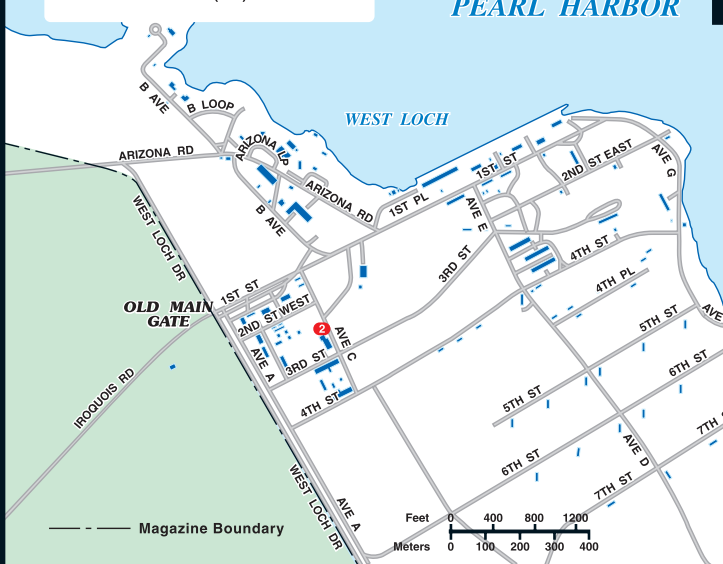 PEARL HARBOR
B AVE
B LOOP
WEST LOCH
ARIZONA RD
ARIZONA LP
1ST ST
2ND ST EAST
AVE G
ARIZONA RD
1ST PL
AVE E
WEST LOCH DR
B AVE
3RD ST
4TH ST
4TH PL
1ST ST
OLD MAIN
GATE
2ND ST WEST
2
AVE C
5TH ST
AVE
AVE A
3RD ST
6TH ST
IROQUOIS RD
4TH ST
5TH ST
7TH
AVE D
6TH ST
7TH ST
WEST LOCH DR
AVE A
Magazine Boundary
Feet 0 400 800 1200
Meters 0 100 200 300 400